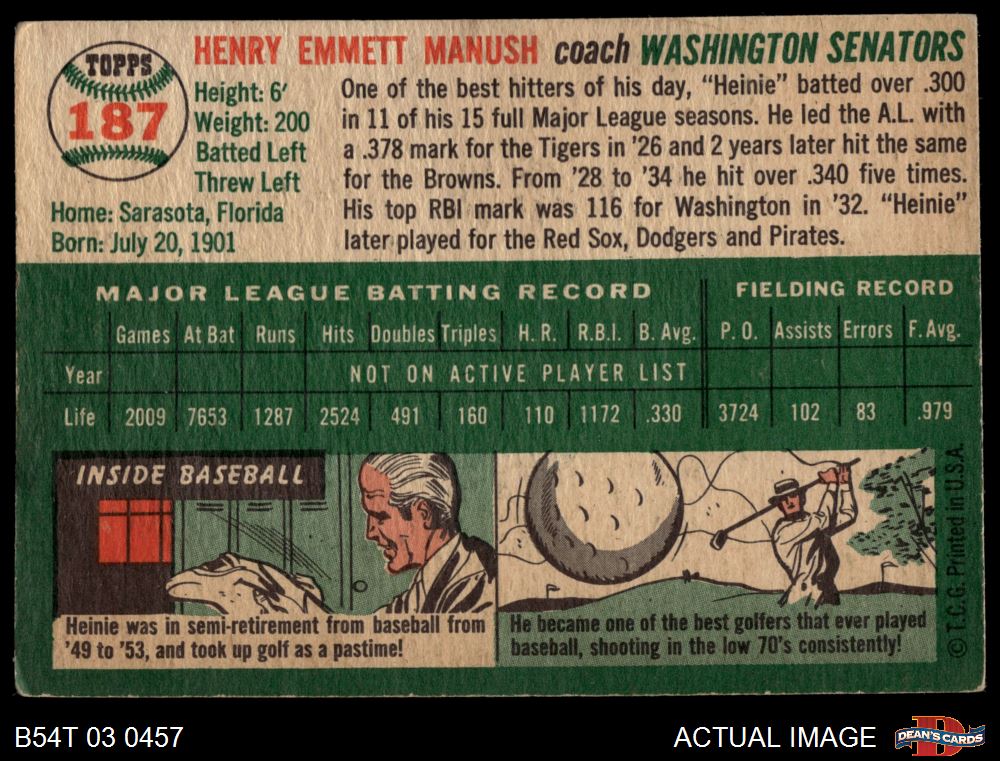 TOPPS
187
HENRY EMMETT MANUSH coach WASHINGTON SENATORS
Height: 6'
Weight: 200
Batted Left
Threw Left
Home: Sarasota, Florida
Born: July 20, 1901
One of the best hitters of his day, "Heinie" batted over .300
in 11 of his 15 full Major League seasons. He led the A.L. with
a .378 mark for the Tigers in '26 and 2 years later hit the same
for the Browns. From '28 to '34 he hit over .340 five times.
His top RBI mark was 116 for Washington in '32. "Heinie"
later played for the Red Sox, Dodgers and Pirates.
MAJOR LEAGUE BATTING RECORD FIELDING RECORD
Games At Bat Runs Hits Doubles Triples H. R. R.B.I. B. Avg. P. O. Assists Errors F. Avg.
Year NOT ON ACTIVE PLAYER LIST
Life 2009 7653 1287 2524 491 160 110 1172 .330 3724 102 83 .979
INSIDE BASEBALL
Heinie was in semi-retirement from baseball from
'49 to '53, and took up golf as a pastime!
He became one of the best golfers that ever played
baseball, shooting in the low 70's consistently!
© T.C.G. Printed in U.S.A.
B54T 03 0457
ACTUAL IMAGE
DEAN'S CARDS